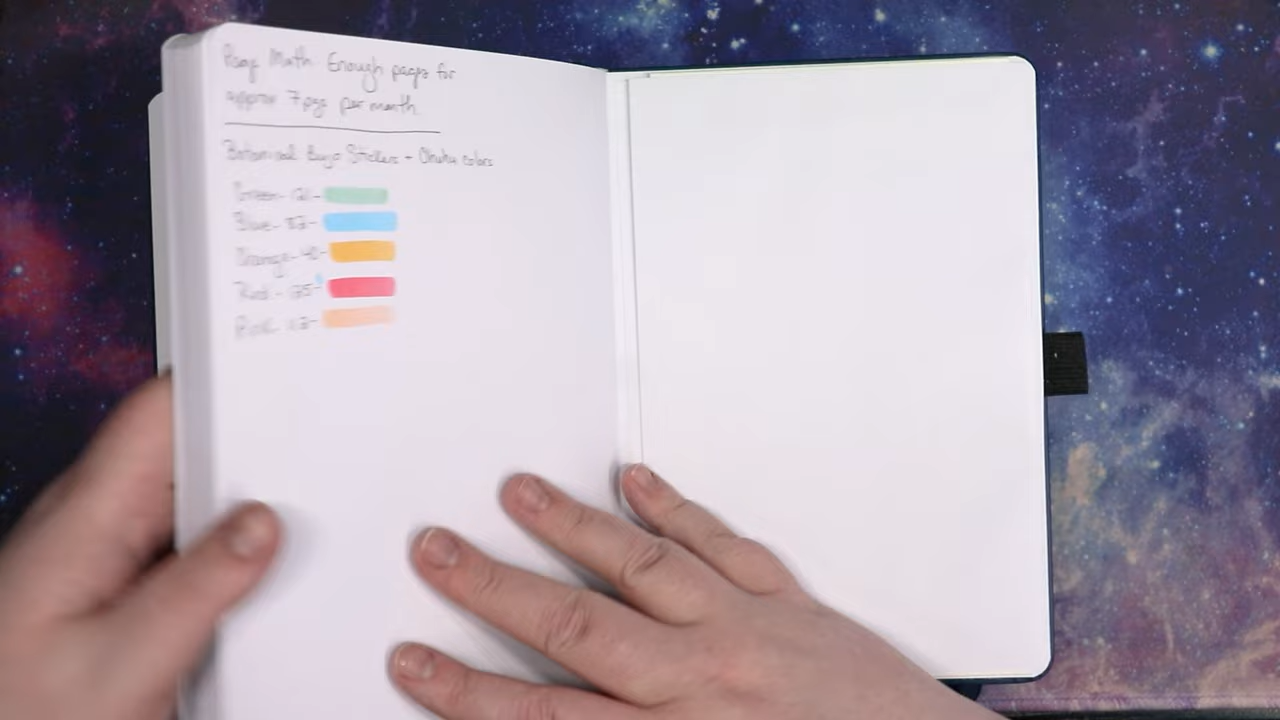 Page Math. Enough pages for
approx 7 pgs per month.
Botanical Bujo Stickers - Ohuhu colors
Green -
Blue -
Orange - 40 -
Red -